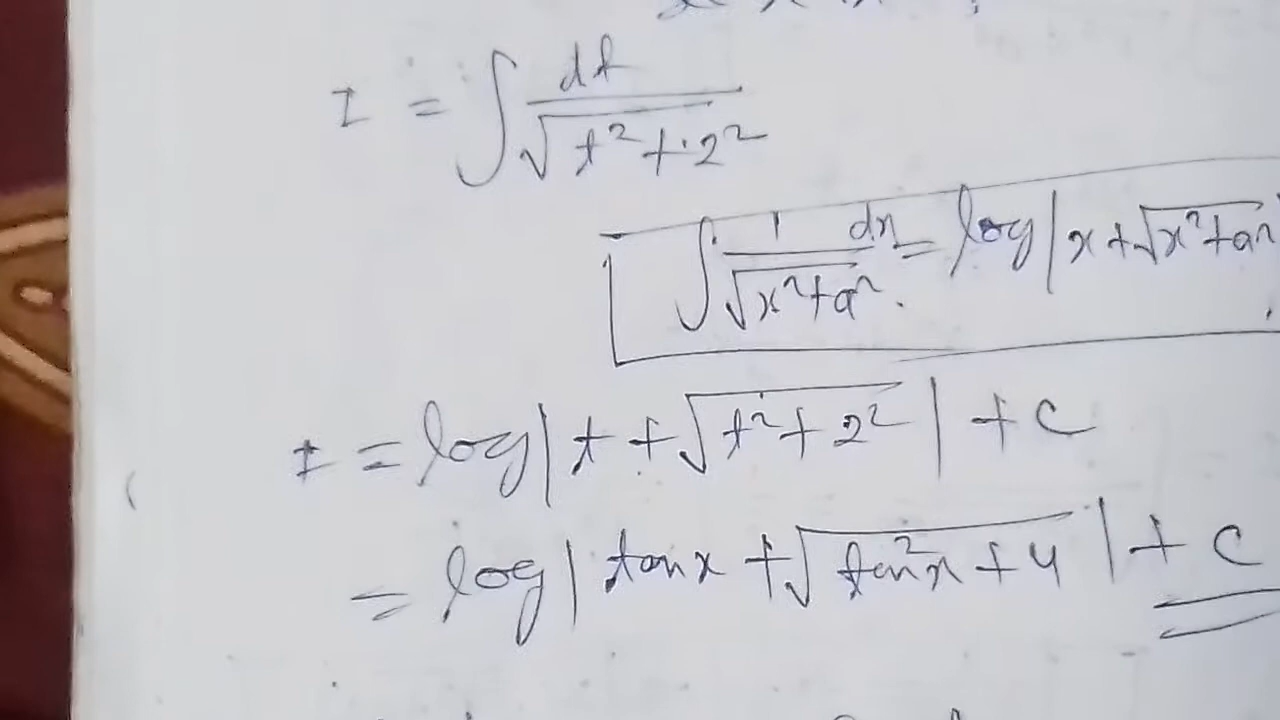 I = ∫ dt / √(t² + 2²)
∫ 1/√(x²+a²) dx = log|x+√(x²+a²)
I = log|t + √(t² + 2²)| + c
= log|tan x + √(tan²x + 4)| + c